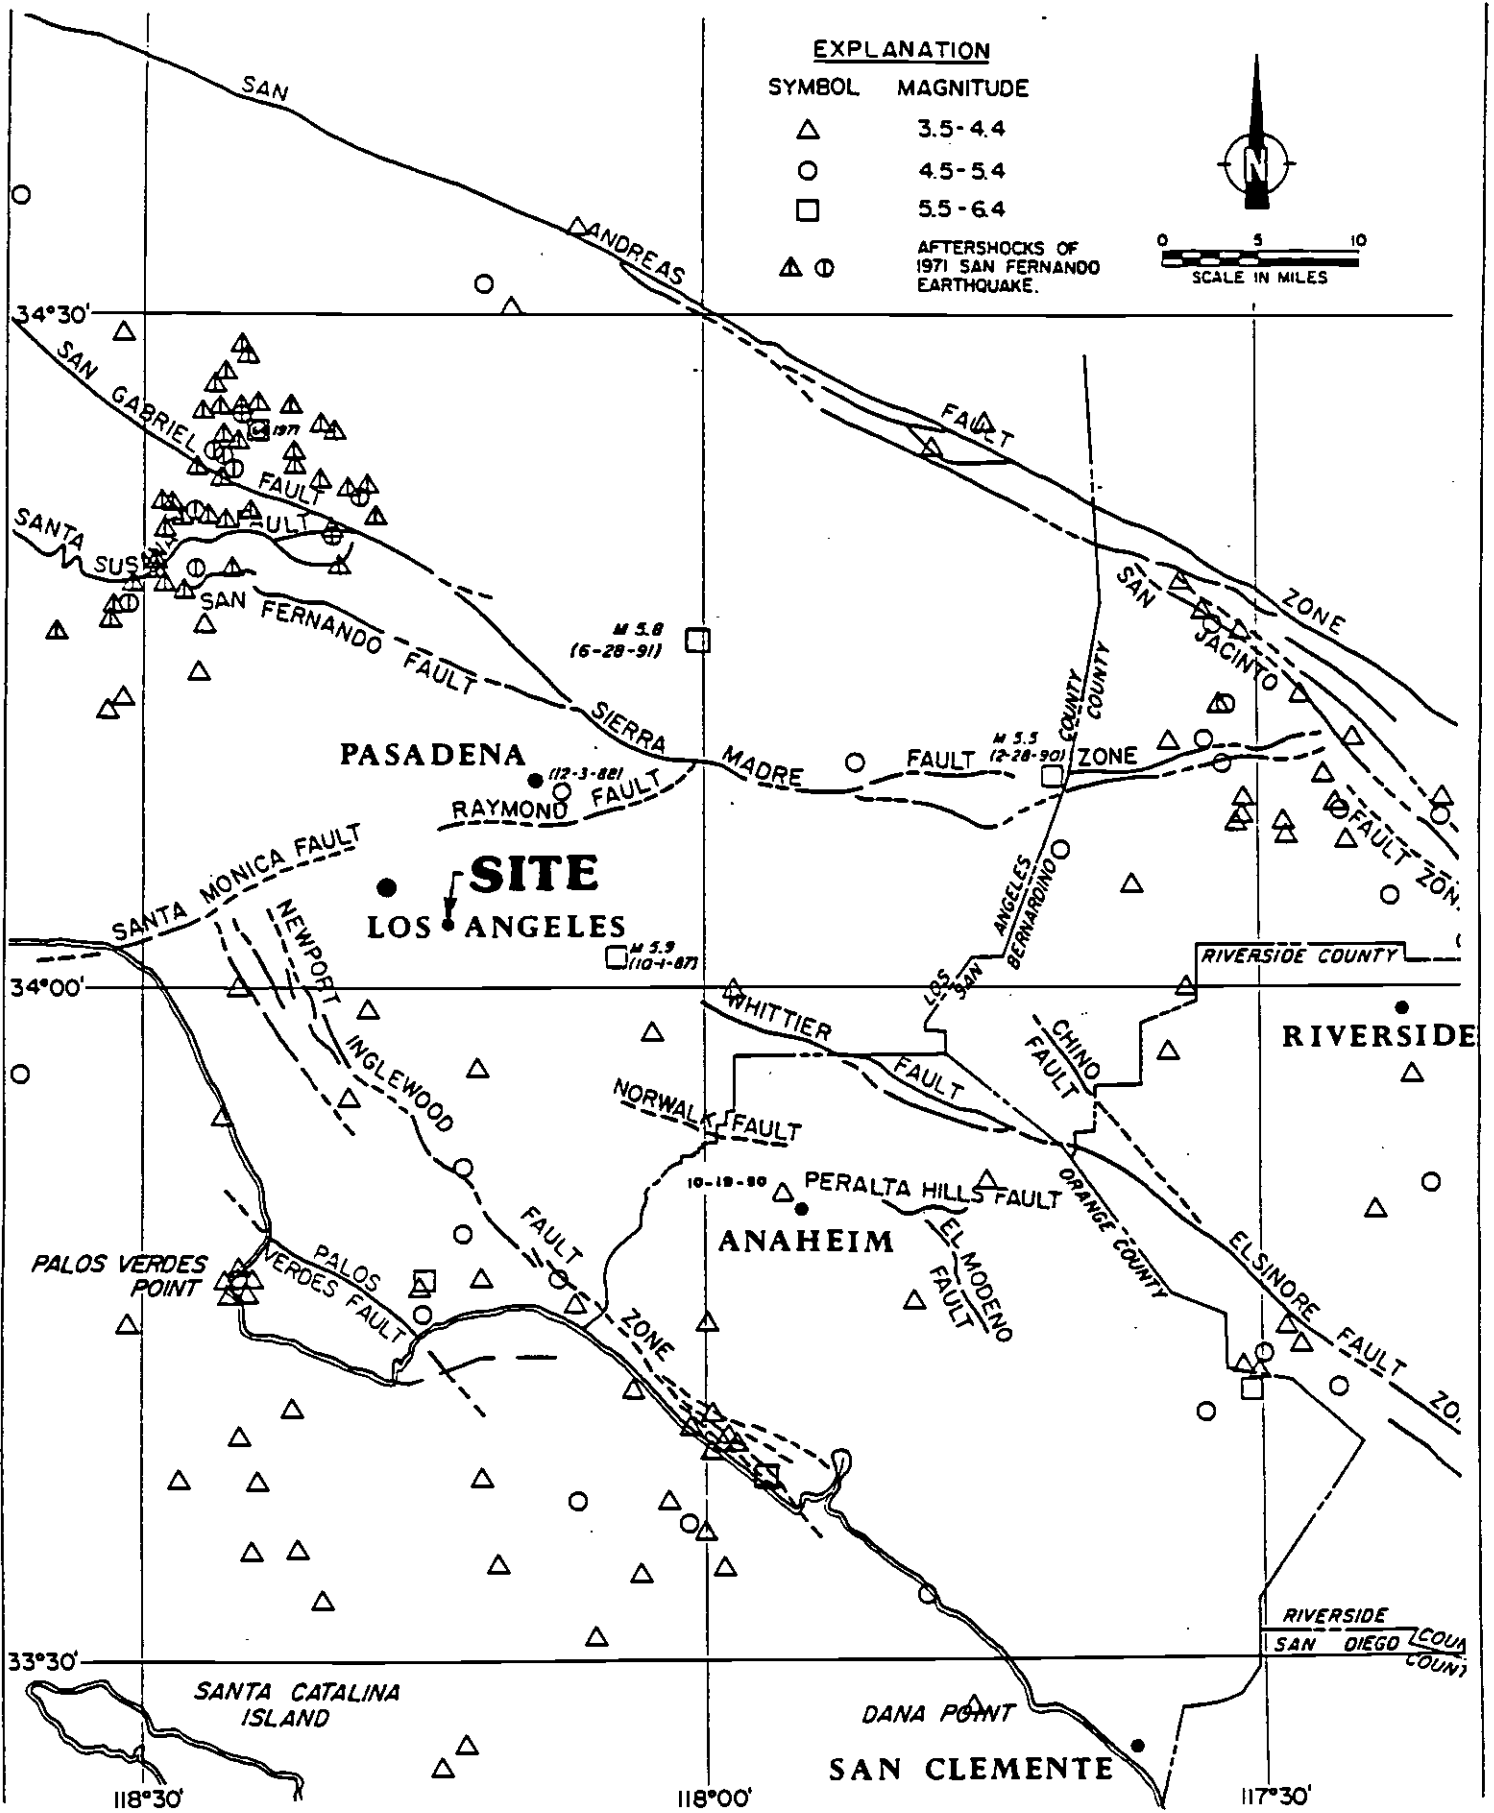 EXPLANATION
SYMBOL MAGNITUDE
3.5-4.4
4.5-5.4
5.5-6.4
AFTERSHOCKS OF
1971 SAN FERNANDO
EARTHQUAKE.
N
0 5 10
SCALE IN MILES
SAN
ANDREAS
FAULT
ZONE
34°30'
SAN GABRIEL
FAULT
1971
SANTA
FAULT
SAN FERNANDO FAULT
M 5.8
(6-28-91)
SAN
JACINTO
FAULT ZON.
COUNTY
COUNTY
SIERRA
MADRE
FAULT
ZONE
M 5.5
(2-28-90)
PASADENA
(12-3-88)
RAYMOND FAULT
SANTA MONICA FAULT
SITE
LOS ANGELES
NEWPORT
INGLEWOOD
FAULT
ZONE
M 5.9
(10-1-87)
LOS ANGELES
SAN BERNARDINO
RIVERSIDE COUNTY
34°00'
RIVERSIDE
WHITTIER
FAULT
CHINO
FAULT
NORWALK FAULT
10-19-80
PERALTA HILLS FAULT
ANAHEIM
EL MODENO
FAULT
ORANGE COUNTY
ELSINORE
FAULT
ZO.
PALOS VERDES
POINT
PALOS
VERDES FAULT
RIVERSIDE
SAN DIEGO
33°30'
SANTA CATALINA
ISLAND
DANA POINT
SAN CLEMENTE
118°30'
118°00'
117°30'